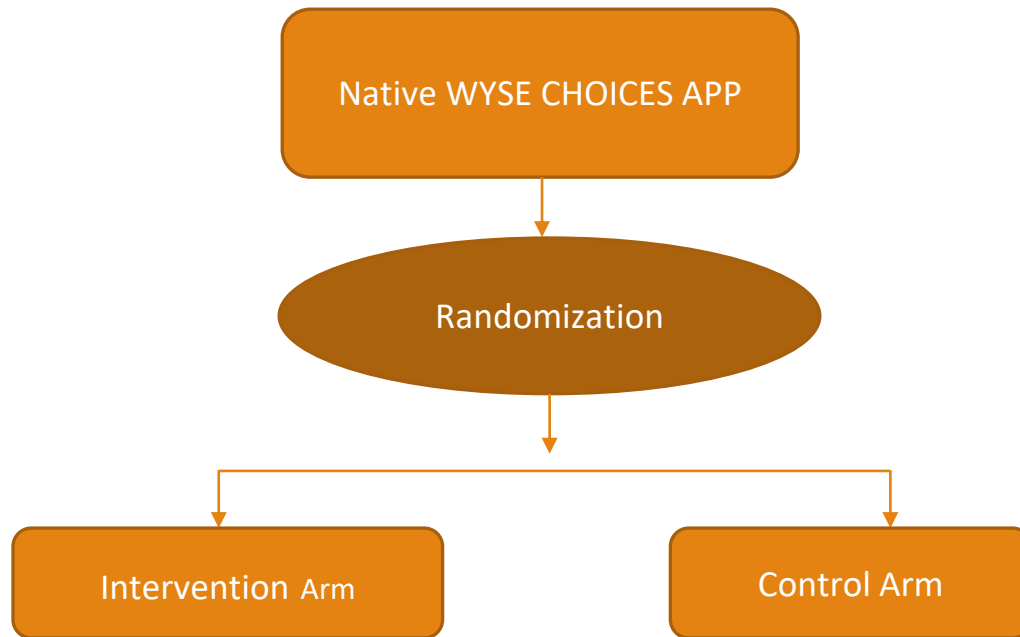 Native WYSE CHOICES APP
Randomization
Intervention Arm
Control Arm